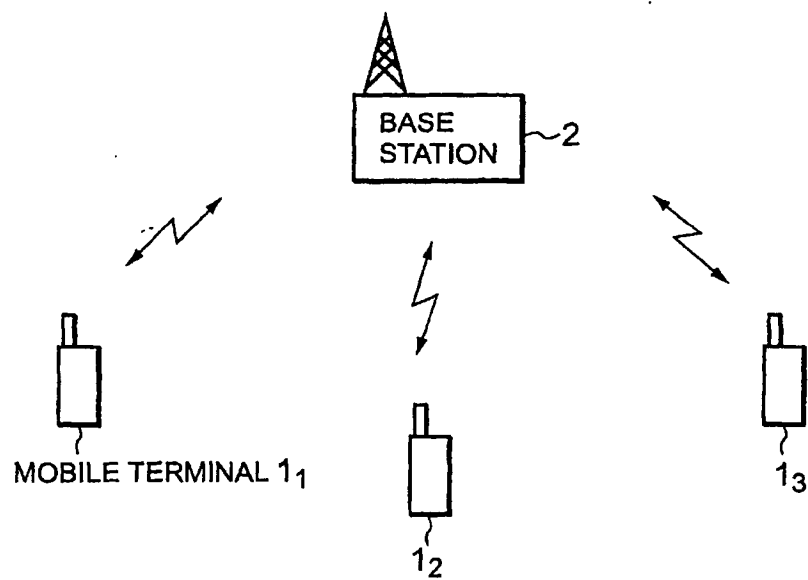 BASE
STATION
2
MOBILE TERMINAL 1₁
1₂
1₃